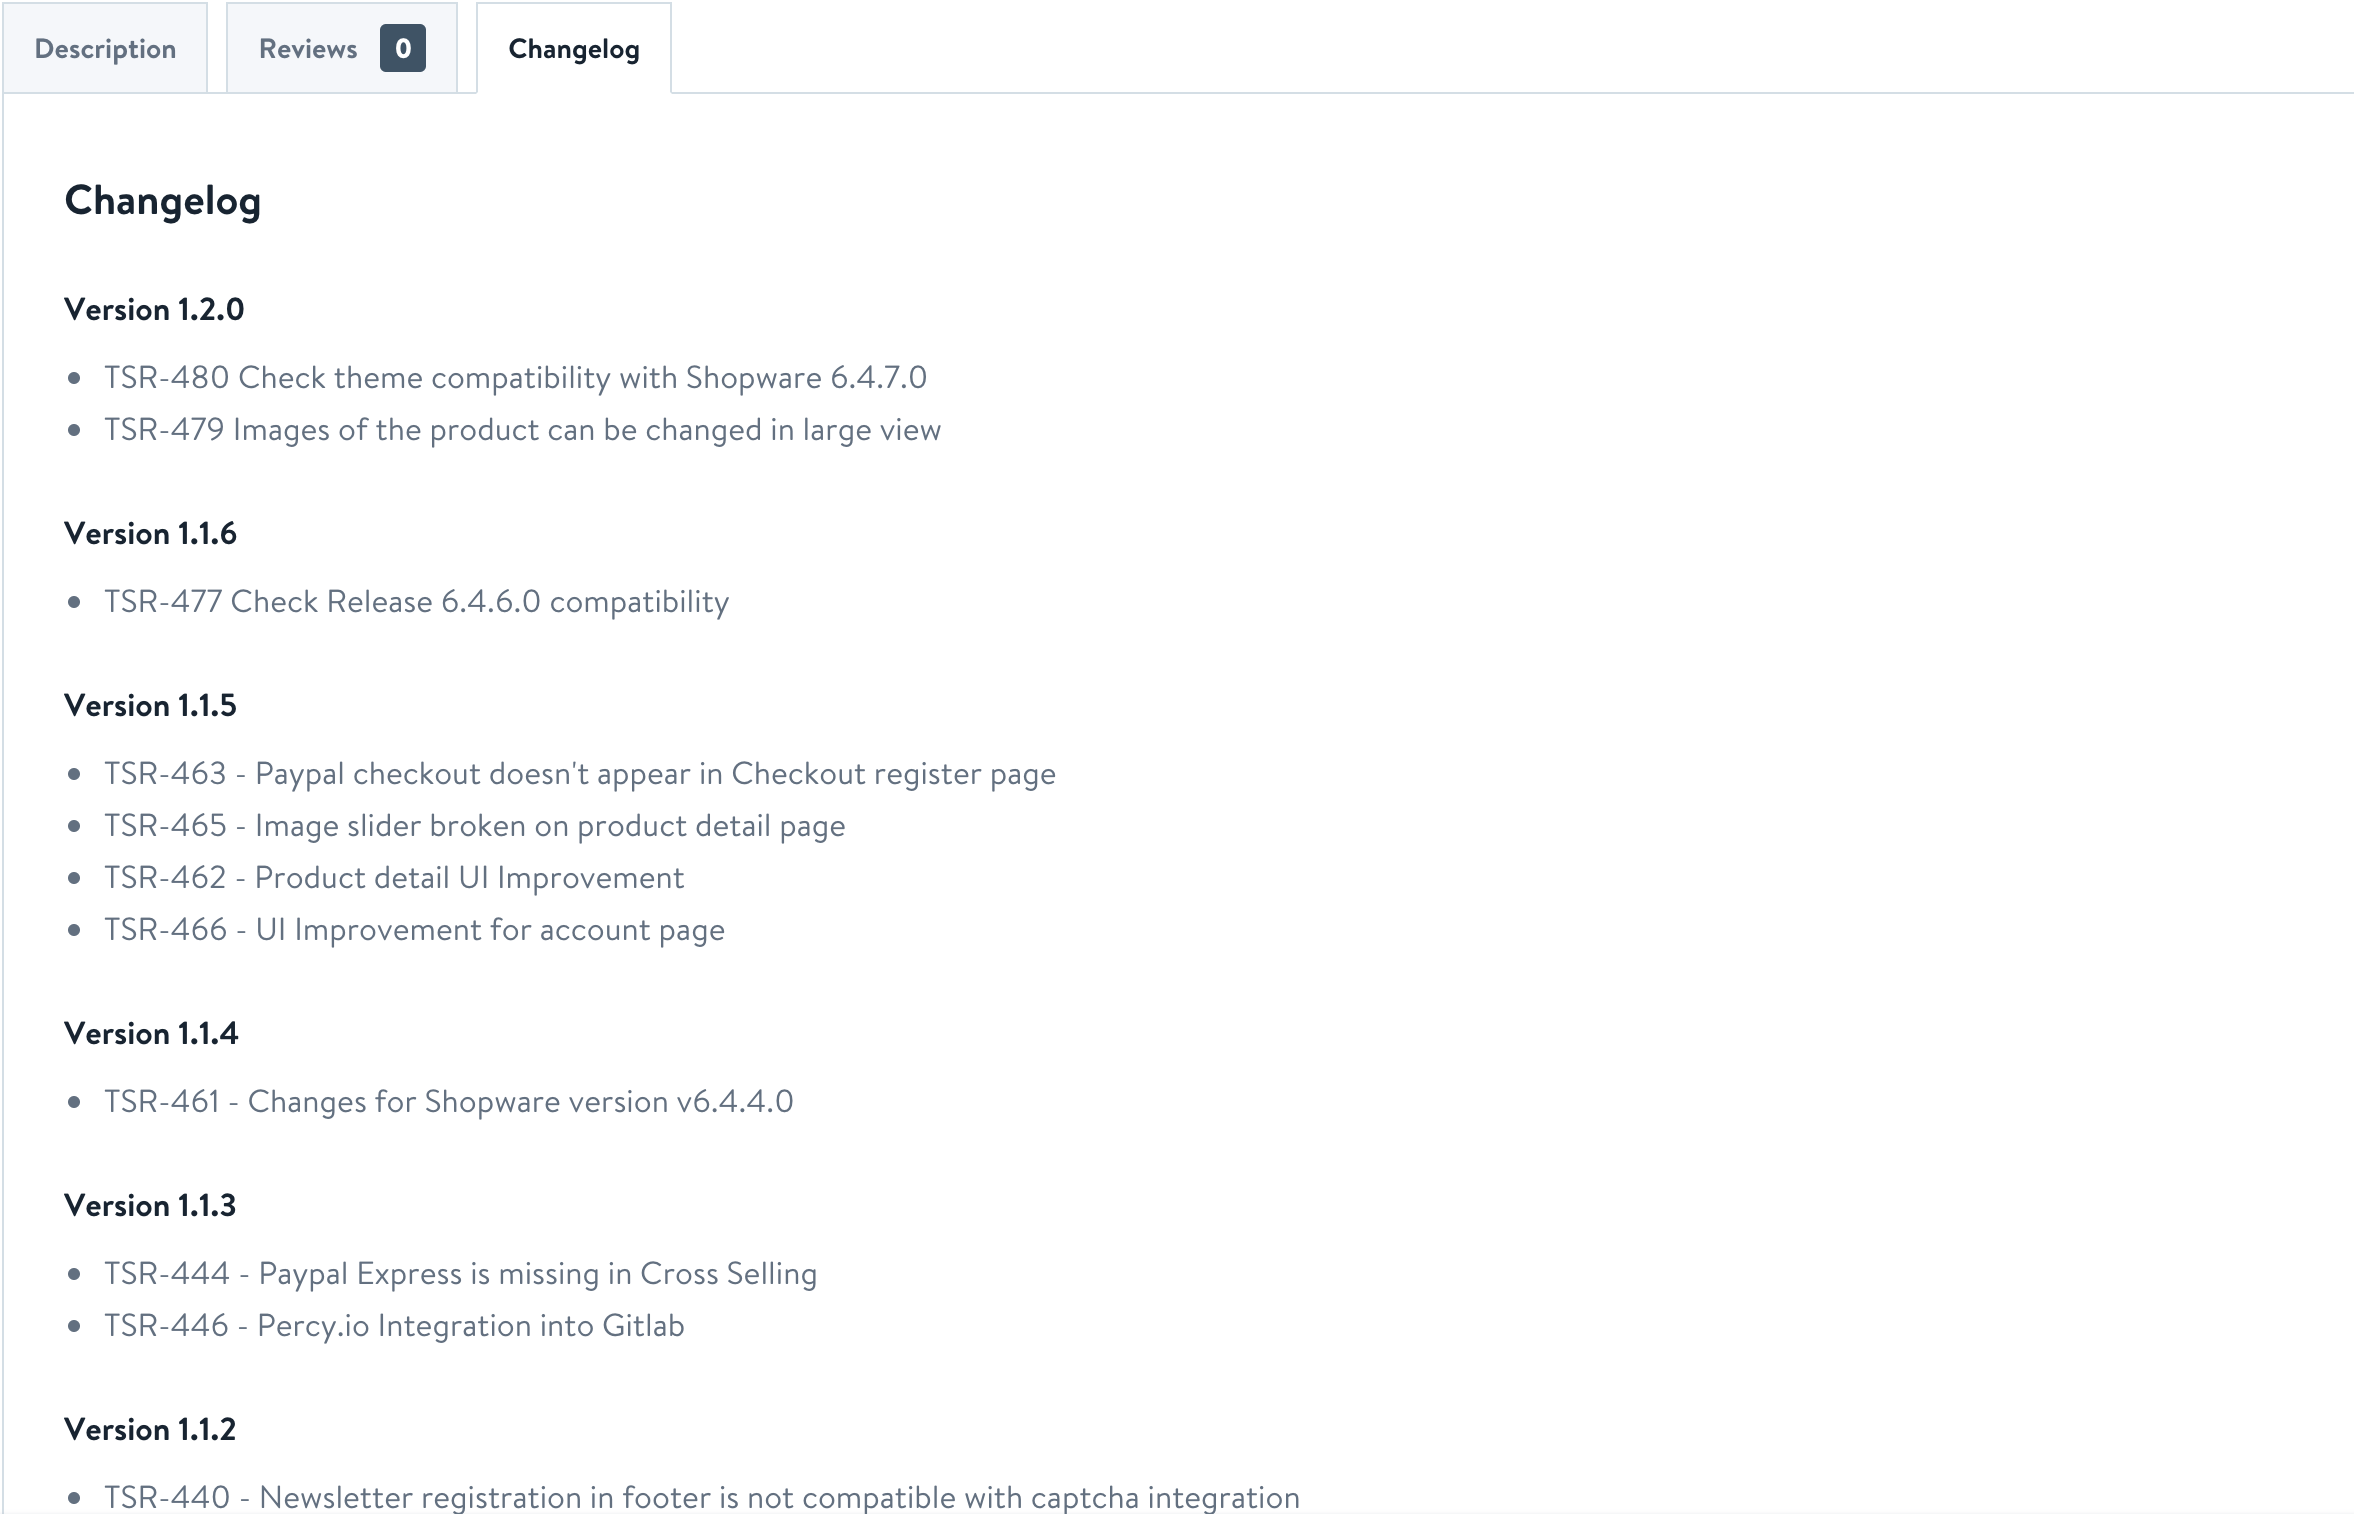 Description
Reviews 0
Changelog
Changelog
Version 1.2.0
TSR-480 Check theme compatibility with Shopware 6.4.7.0
TSR-479 Images of the product can be changed in large view
Version 1.1.6
TSR-477 Check Release 6.4.6.0 compatibility
Version 1.1.5
TSR-463 - Paypal checkout doesn't appear in Checkout register page
TSR-465 - Image slider broken on product detail page
TSR-462 - Product detail UI Improvement
TSR-466 - UI Improvement for account page
Version 1.1.4
TSR-461 - Changes for Shopware version v6.4.4.0
Version 1.1.3
TSR-444 - Paypal Express is missing in Cross Selling
TSR-446 - Percy.io Integration into Gitlab
Version 1.1.2
TSR-440 - Newsletter registration in footer is not compatible with captcha integration